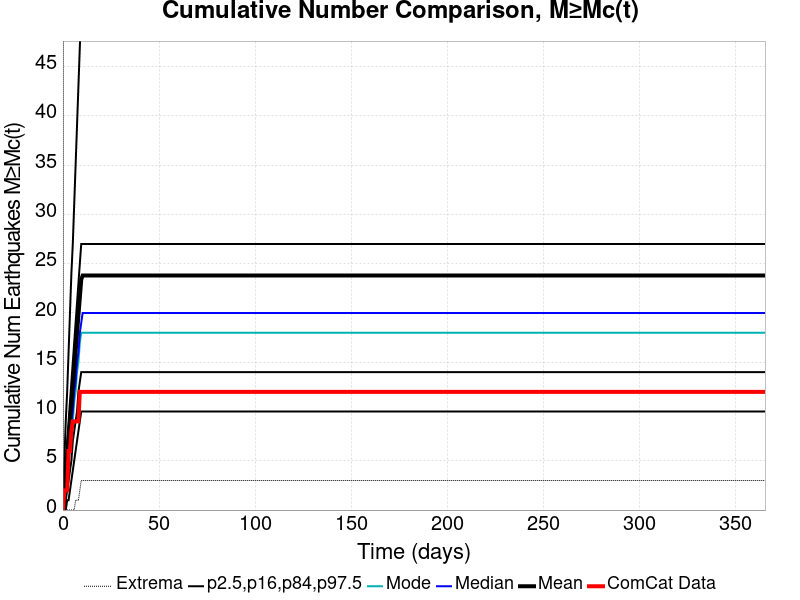 Cumulative Number Comparison, M≥Mc(t)
Cumulative Num Earthquakes M≥Mc(t)
45
40
35
30
25
20
15
10
5
0
0 50 100 150 200 250 300 350
Time (days)
Extrema p2.5,p16,p84,p97.5 Mode Median Mean ComCat Data